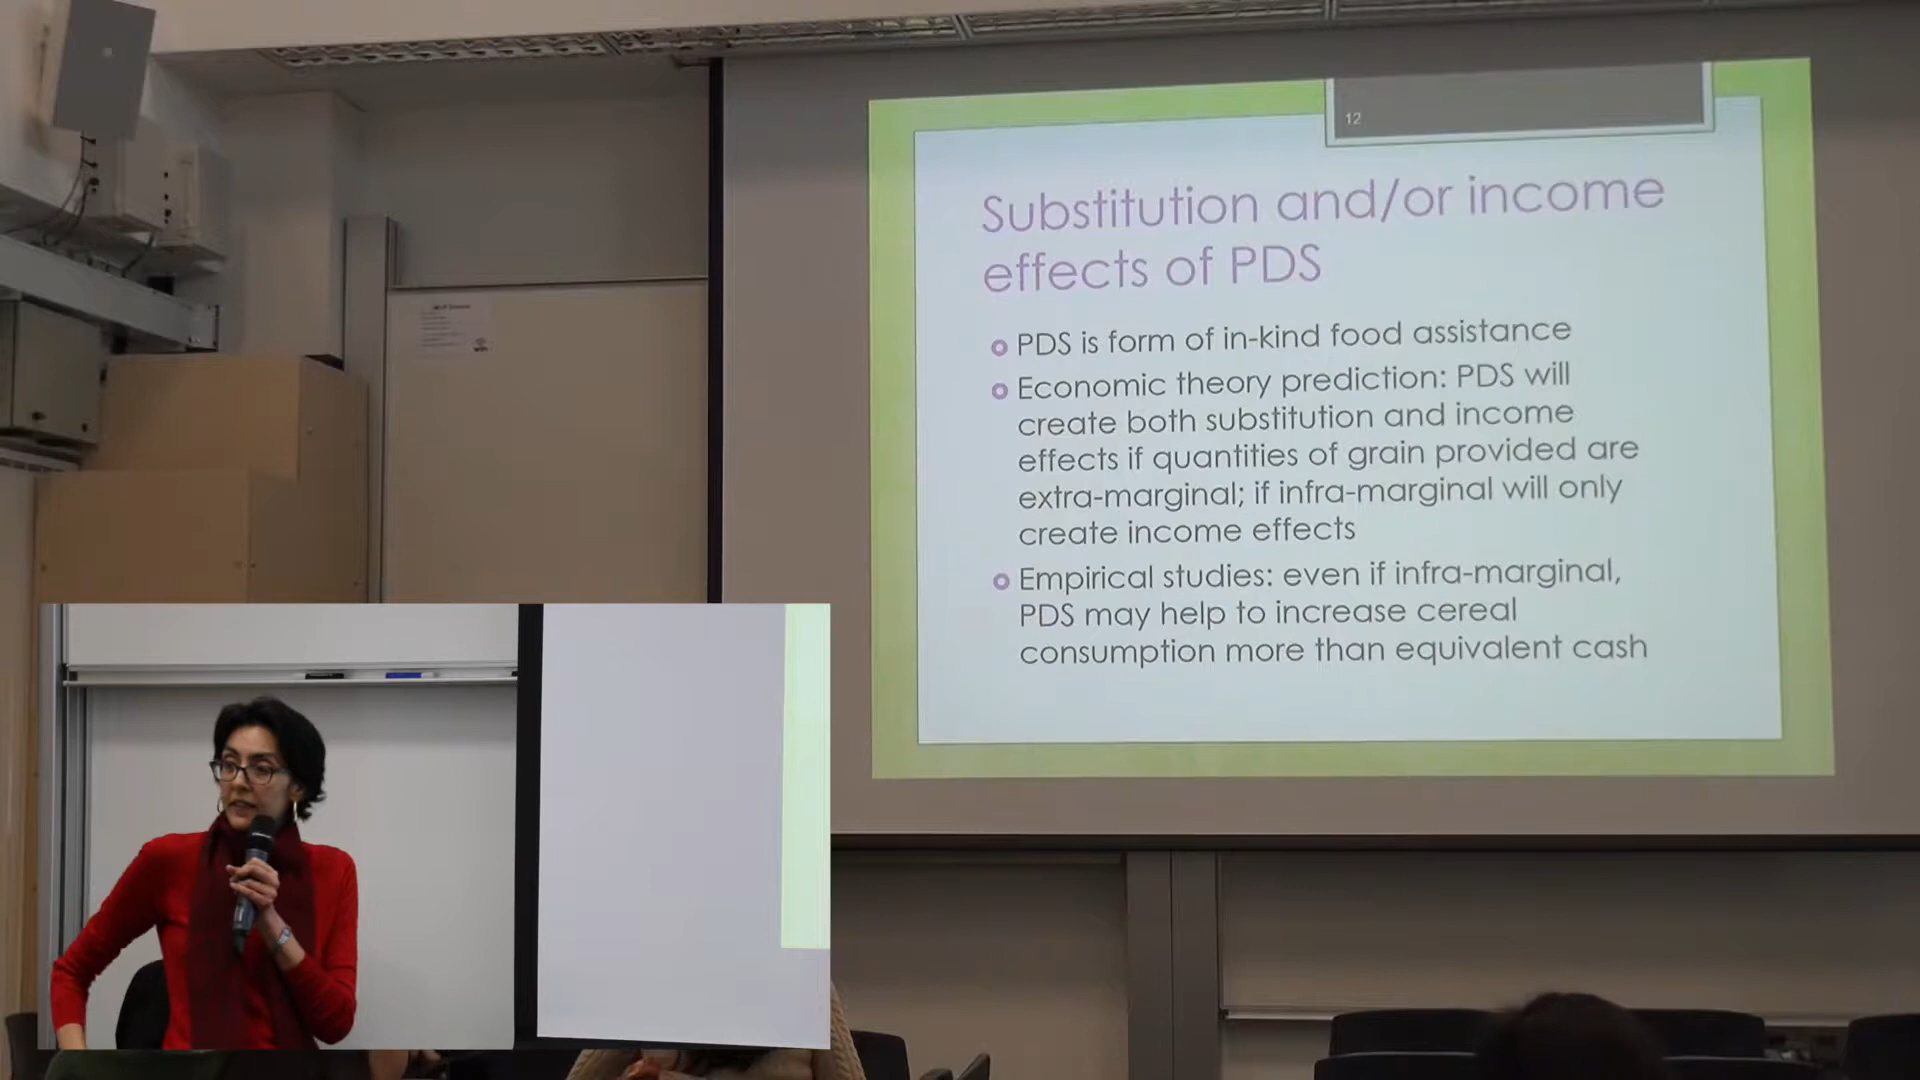 12
Substitution and/or income
effects of PDS
PDS is form of in-kind food assistance
Economic theory prediction: PDS will
create both substitution and income
effects if quantities of grain provided are
extra-marginal; if infra-marginal will only
create income effects
Empirical studies: even if infra-marginal,
PDS may help to increase cereal
consumption more than equivalent cash